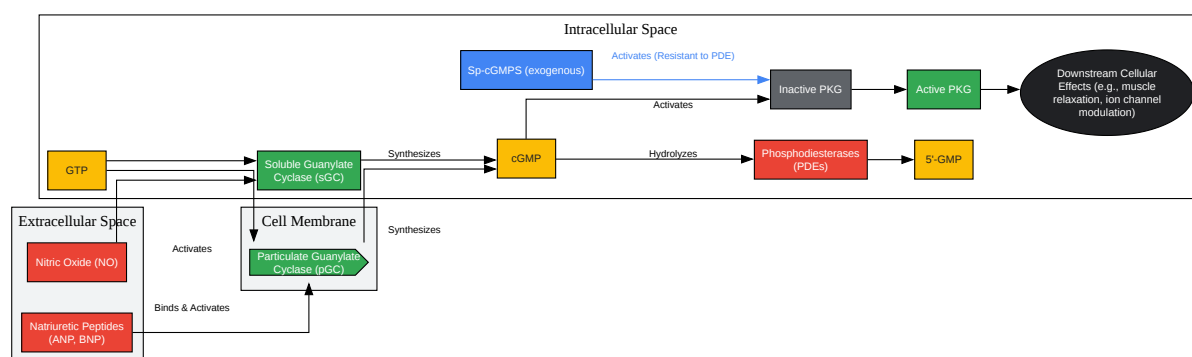 Intracellular Space
Sp-cGMPS (exogenous)
Activates (Resistant to PDE)
Inactive PKG
Active PKG
Downstream Cellular
Effects (e.g., muscle
relaxation, ion channel
modulation)
Activates
GTP
Soluble Guanylate
Cyclase (sGC)
Synthesizes
cGMP
Hydrolyzes
Phosphodiesterases
(PDEs)
5'-GMP
Extracellular Space
Cell Membrane
Nitric Oxide (NO)
Activates
Particulate Guanylate
Cyclase (pGC)
Synthesizes
Binds & Activates
Natriuretic Peptides
(ANP, BNP)